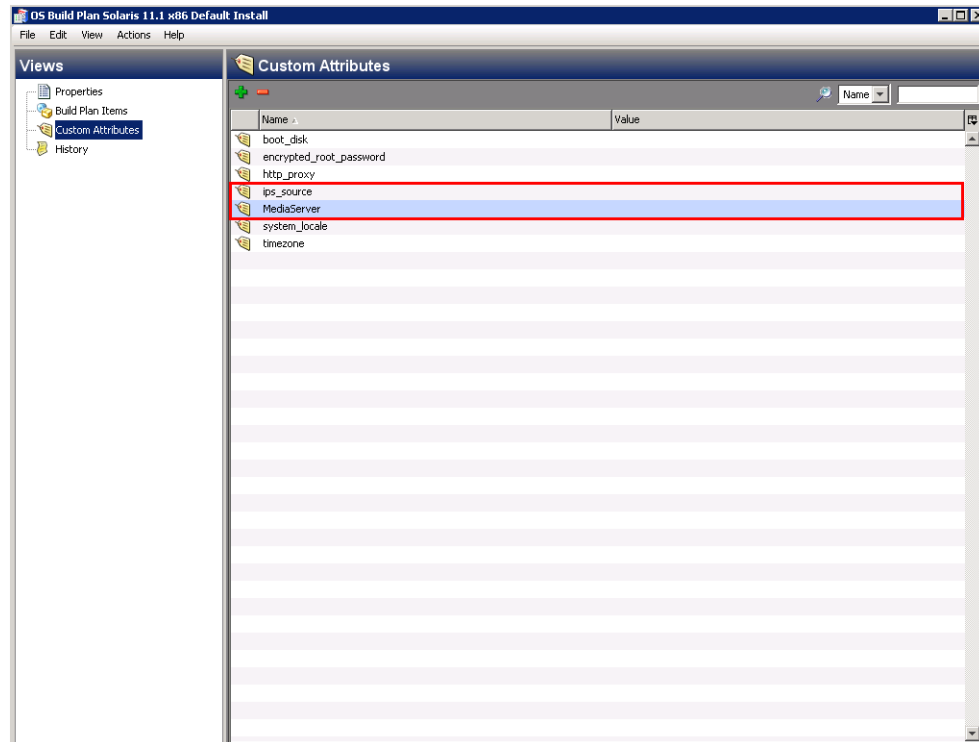 OS Build Plan Solaris 11.1 x86 Default Install
File Edit View Actions Help
Views
Properties
Build Plan Items
Custom Attributes
History
Custom Attributes
Name
Name Value
boot_disk
encrypted_root_password
http_proxy
ips_source
MediaServer
system_locale
timezone